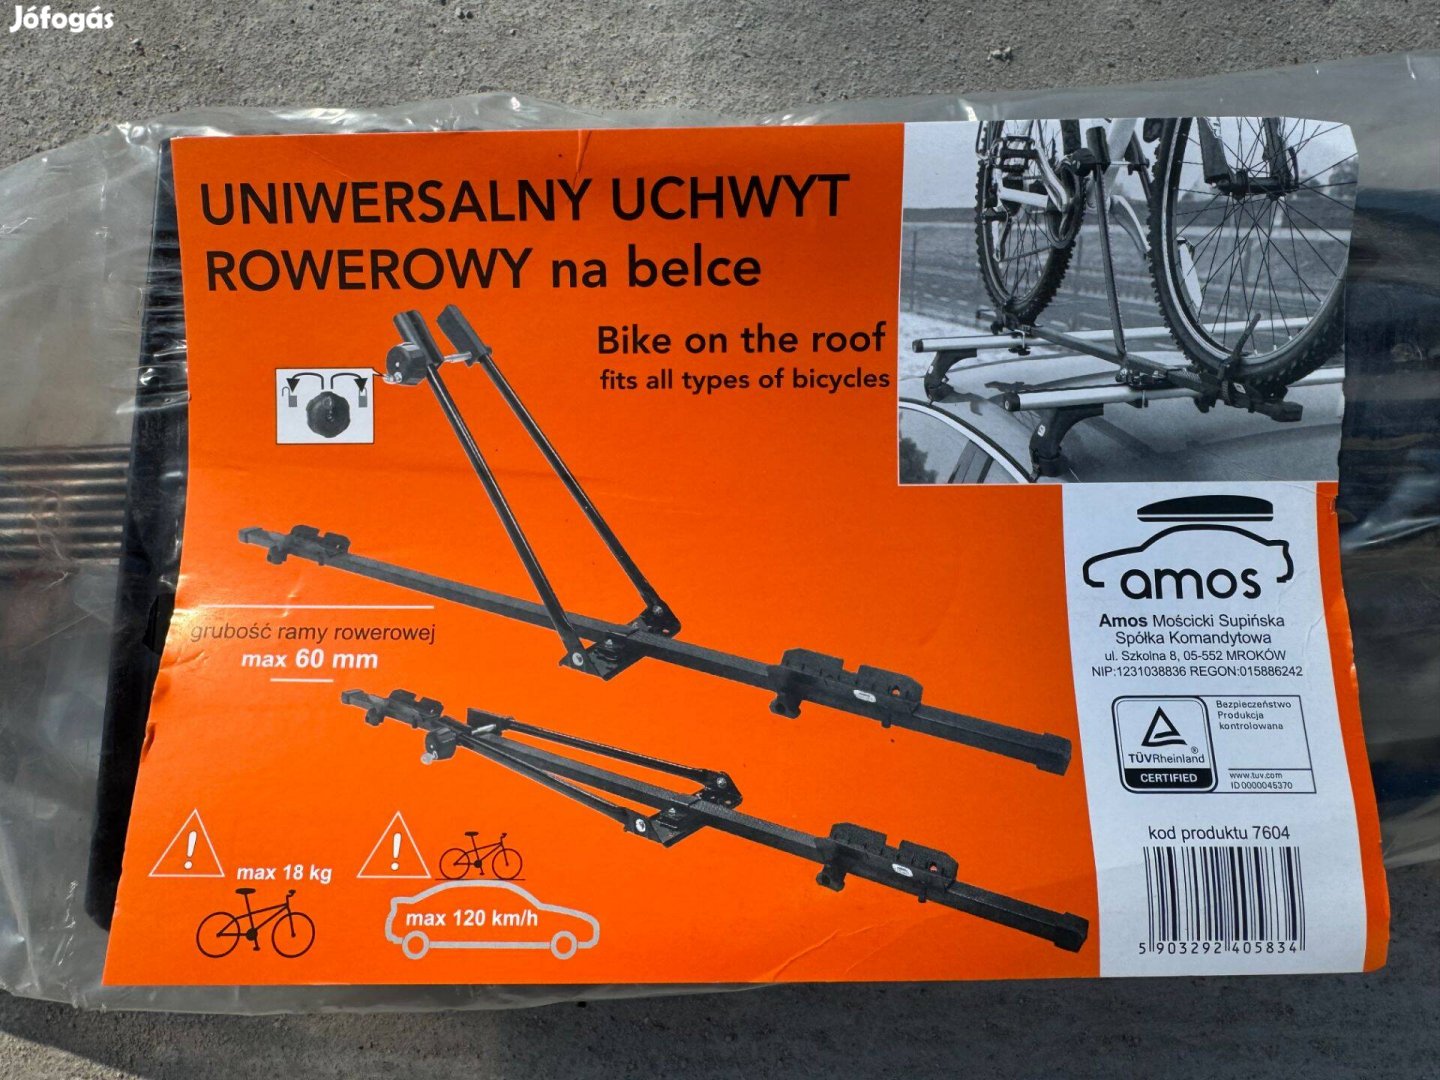 Jófogás
UNIWERSALNY UCHWYT
ROWEROWY na belce
Bike on the roof
fits all types of bicycles
grubość ramy rowerowej
max 60 mm
max 18 kg
max 120 km/h
amos
Amos Mościcki Supińska
Spółka Komandytowa
ul. Szkolna 8, 05-552 MROKÓW
NIP:1231038836 REGON:015886242
TÜVRheinland®
CERTIFIED
Bezpieczeństwo
Produkcja
kontrolowana
www.tuv.com
ID 0000045370
kod produktu 7604
5 903292 405834